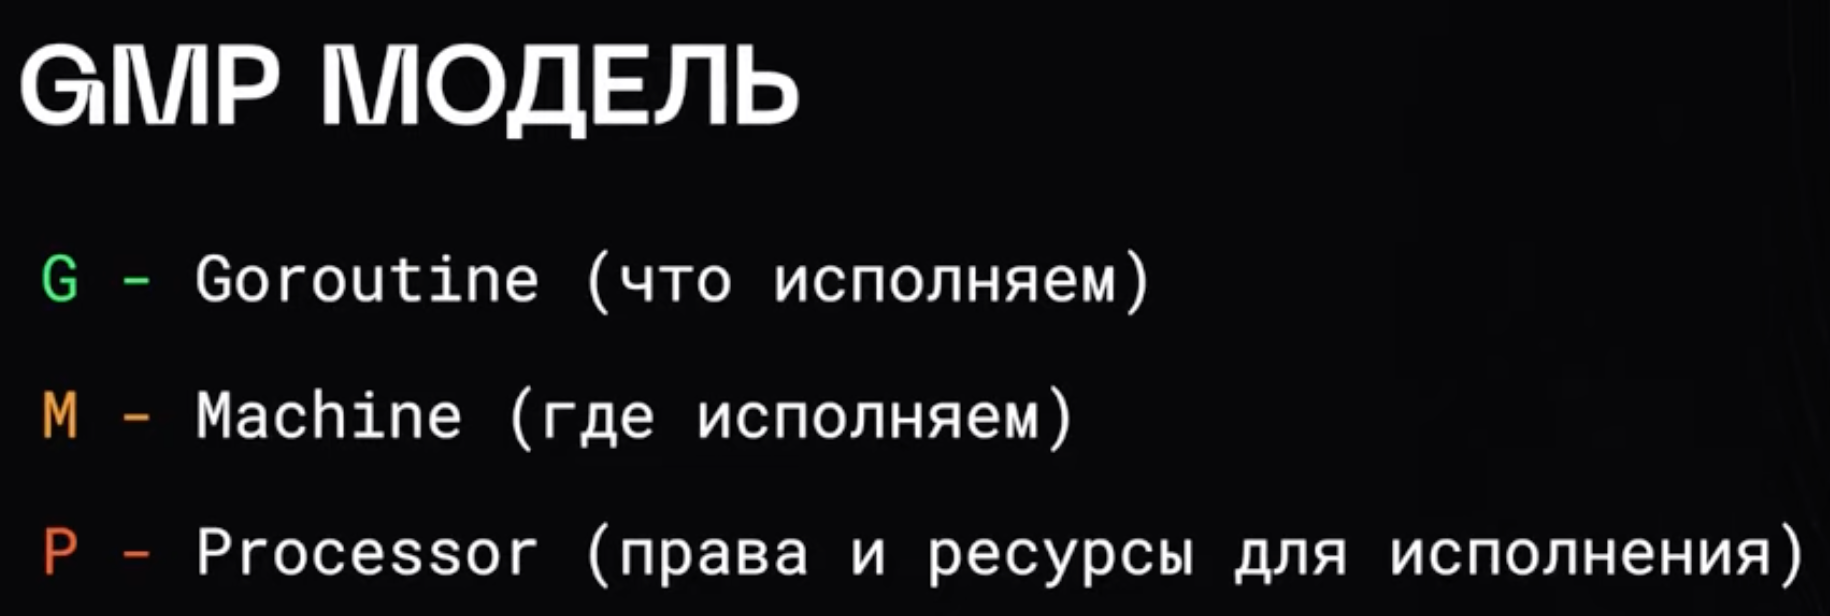 GMP МОДЕЛЬ
G - Goroutine (что исполняем)
M - Machine (где исполняем)
P - Processor (права и ресурсы для исполнения)